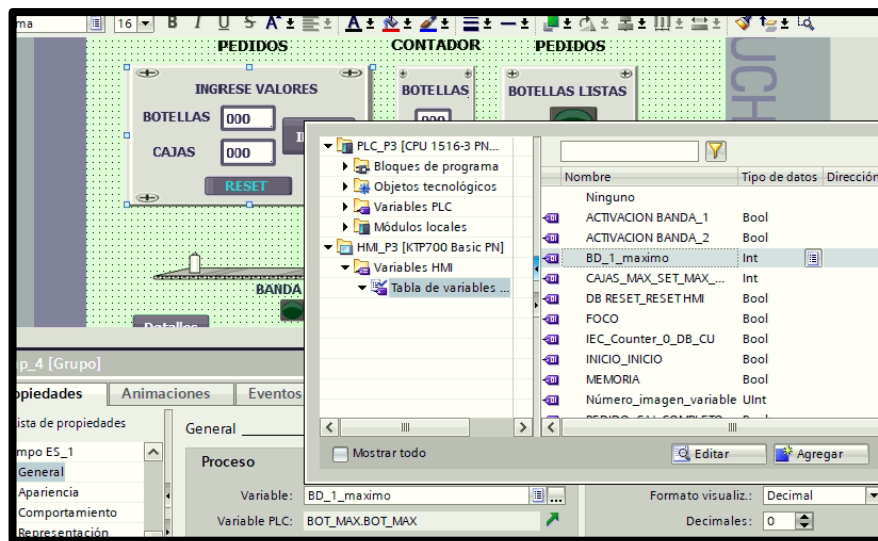 16 B I U S A
PEDIDOS CONTADOR PEDIDOS
INGRESE VALORES
BOTELLAS
BOTELLAS LISTAS
BOTELLAS 000
000
CAJAS 000
RESET
BANDA
Detalles
UCH
PLC_P3 [CPU 1516-3 PN...
Bloques de programa
Objetos tecnológicos
Variables PLC
Módulos locales
HMI_P3 [KTP700 Basic PN]
Variables HMI
Tabla de variables ...
Nombre Tipo de datos Dirección
Ninguno
ACTIVACION BANDA_1 Bool
ACTIVACION BANDA_2 Bool
BD_1_maximo Int
CAJAS_MAX_SET_MAX_... Int
DB RESET_RESET HMI Bool
FOCO Bool
IEC_Counter_0_DB_CU Bool
INICIO_INICIO Bool
MEMORIA Bool
Número_imagen_variable UInt
Mostrar todo
Editar Agregar
p_4 [Grupo]
opiedades Animaciones Eventos
ista de propiedades
mpo ES_1
General
Apariencia
Comportamiento
Representación
General
Proceso
Variable: BD_1_maximo ...
Variable PLC: BOT_MAX.BOT_MAX
Formato visualiz.: Decimal
Decimales: 0